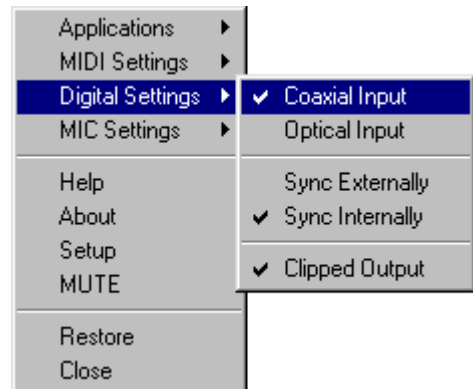 Applications
MIDI Settings
Digital Settings
MIC Settings
Help
About
Setup
MUTE
Restore
Close
Coaxial Input
Optical Input
Sync Externally
Sync Internally
Clipped Output